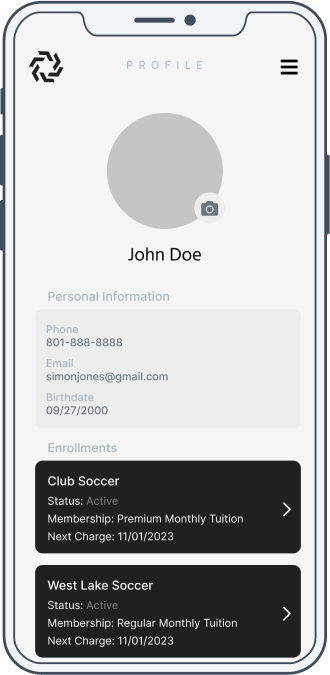 PROFILE
John Doe
Personal Information
Phone
801-888-8888
Email
simonjones@gmail.com
Birthdate
09/27/2000
Enrollments
Club Soccer
Status: Active
Membership: Premium Monthly Tuition
Next Charge: 11/01/2023
West Lake Soccer
Status: Active
Membership: Regular Monthly Tuition
Next Charge: 11/01/2023